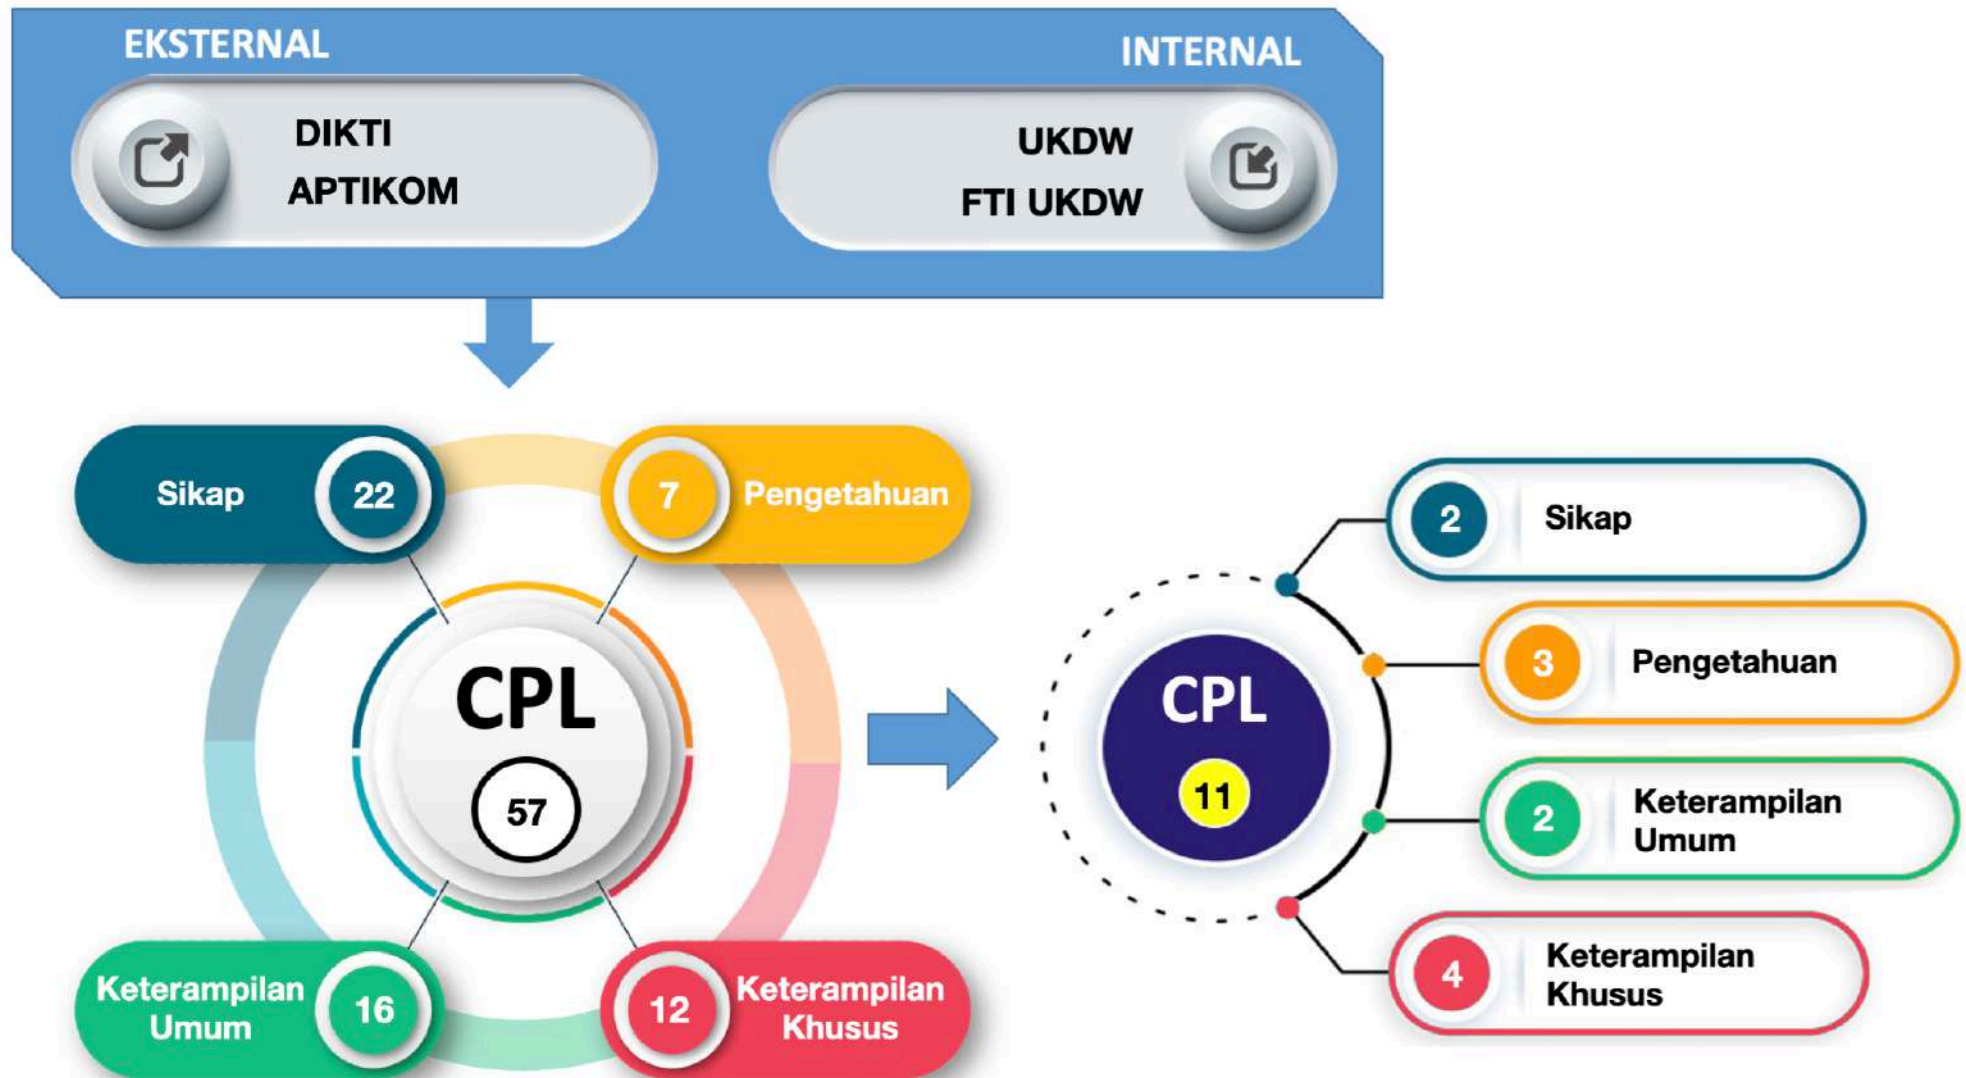 EKSTERNAL
DIKTI
APTIKOM
INTERNAL
UKDW
FTI UKDW
Sikap
22
7
Pengetahuan
CPL
57
Keterampilan
Umum
16
12
Keterampilan
Khusus
CPL
11
2
Sikap
3
Pengetahuan
2
Keterampilan
Umum
4
Keterampilan
Khusus